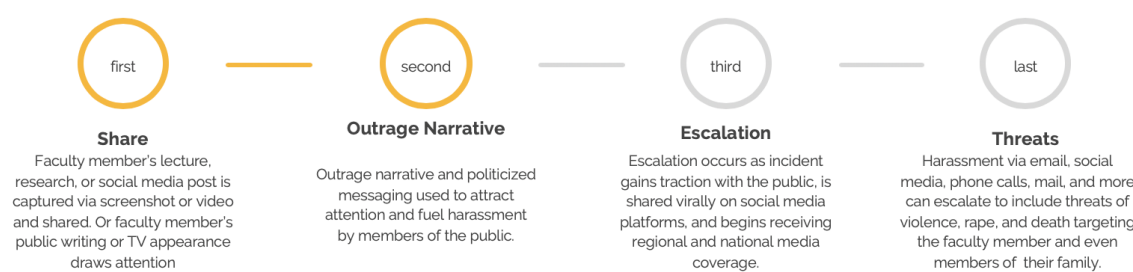 first
second
third
last
Share
Faculty member's lecture,
research, or social media post is
captured via screenshot or video
and shared. Or faculty member's
public writing or TV appearance
draws attention
Outrage Narrative
Outrage narrative and politicized
messaging used to attract
attention and fuel harassment
by members of the public.
Escalation
Escalation occurs as incident
gains traction with the public, is
shared virally on social media
platforms, and begins receiving
regional and national media
coverage.
Threats
Harassment via email, social
media, phone calls, mail, and more
can escalate to include threats of
violence, rape, and death targeting
the faculty member and even
members of their family.